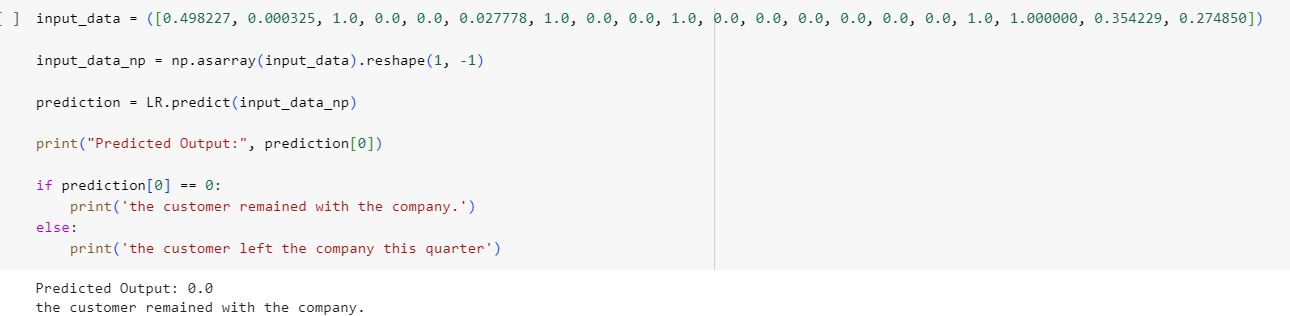 [ ] input_data = ([0.498227, 0.000325, 1.0, 0.0, 0.0, 0.027778, 1.0, 0.0, 0.0, 1.0, 0.0, 0.0, 0.0, 0.0, 0.0, 0.0, 1.0, 1.000000, 0.354229, 0.274850])
input_data_np = np.asarray(input_data).reshape(1, -1)
prediction = LR.predict(input_data_np)
print("Predicted Output:", prediction[0])
if prediction[0] == 0:
    print('the customer remained with the company.')
else:
    print('the customer left the company this quarter')
Predicted Output: 0.0
the customer remained with the company.